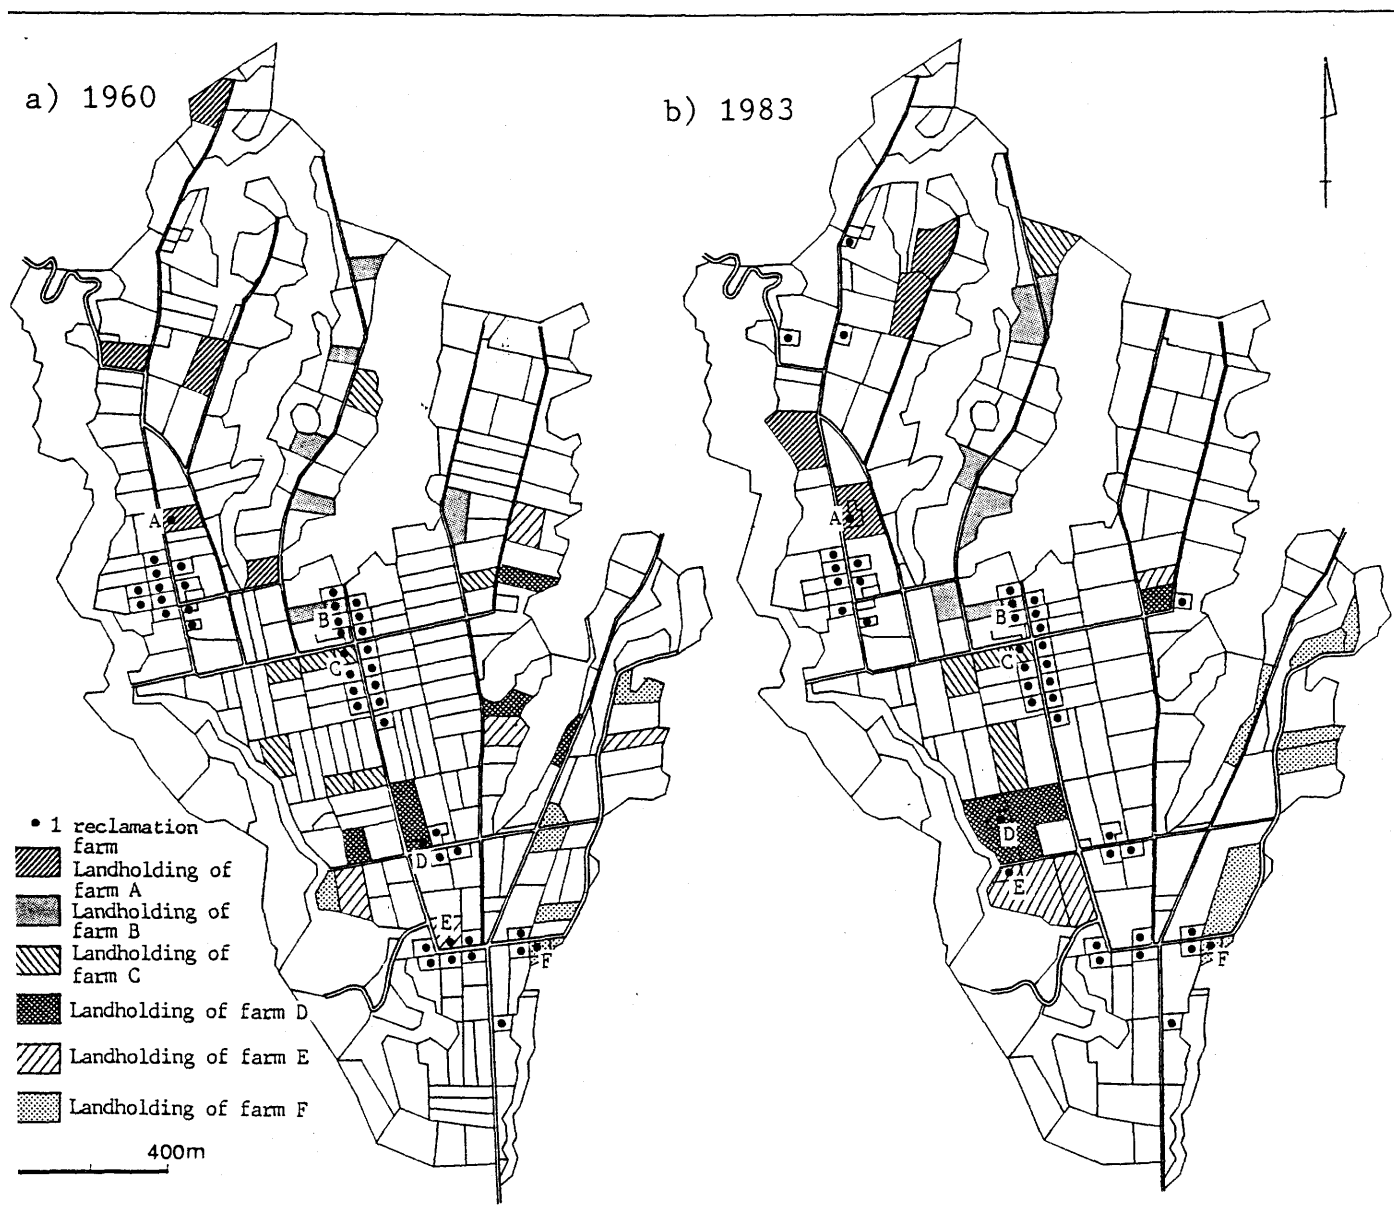 a) 1960
b) 1983
A
B
C
D
E
F
A
B
C
D
E
F
• 1 reclamation
farm
Landholding of
farm A
Landholding of
farm B
Landholding of
farm C
Landholding of farm D
Landholding of farm E
Landholding of farm F
400m